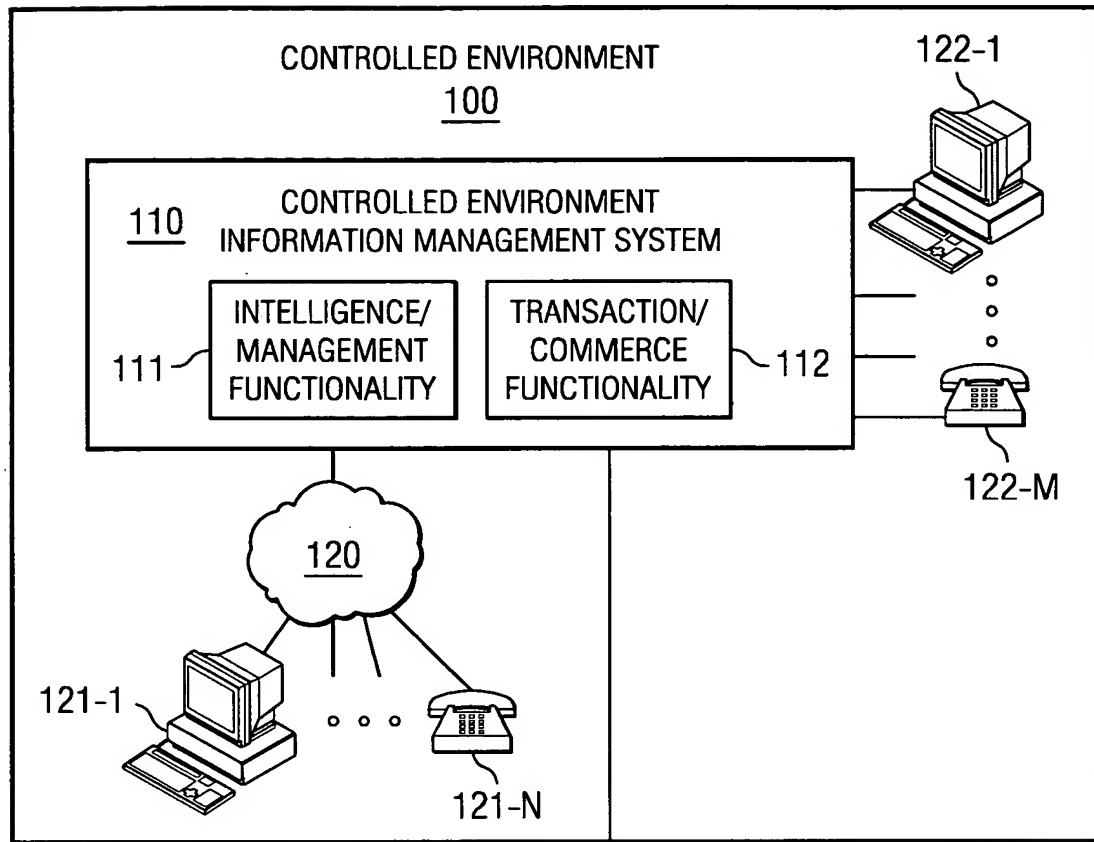 CONTROLLED ENVIRONMENT
100
122-1
110
CONTROLLED ENVIRONMENT
INFORMATION MANAGEMENT SYSTEM
111
INTELLIGENCE/
MANAGEMENT
FUNCTIONALITY
TRANSACTION/
COMMERCE
FUNCTIONALITY
112
122-M
120
121-1
121-N